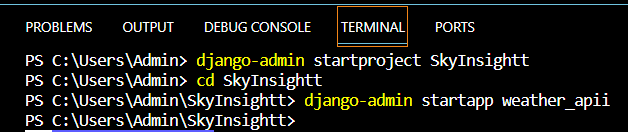 PROBLEMS OUTPUT DEBUG CONSOLE TERMINAL PORTS
PS C:\Users\Admin> django-admin startproject SkyInsightt
PS C:\Users\Admin> cd SkyInsightt
PS C:\Users\Admin\SkyInsightt> django-admin startapp weather_apii
PS C:\Users\Admin\SkyInsightt>